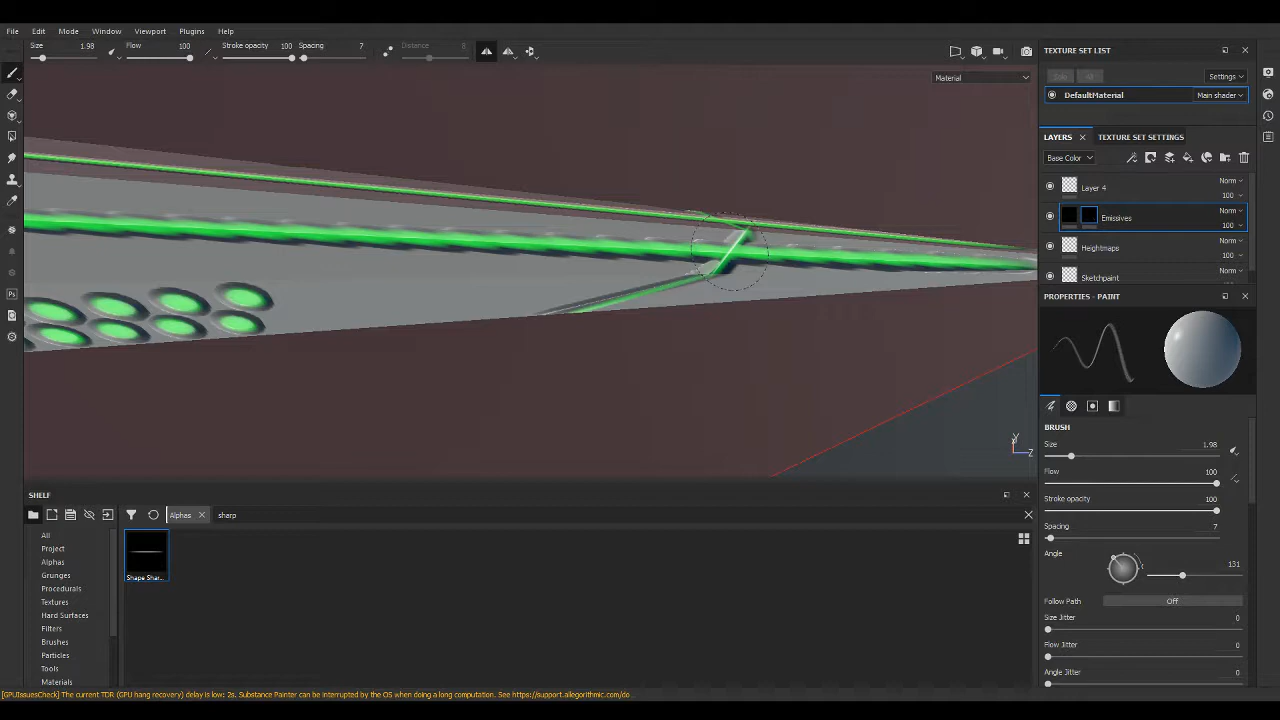 File Edit Mode Window Viewport Plugins Help
Size 1.98 Flow 100 Stroke opacity 100 Spacing 7 Distance 8
Material
TEXTURE SET LIST
Settings
DefaultMaterial Main shader
LAYERS TEXTURE SET SETTINGS
Base Color
Layer 4 Norm 100
Emissives Norm 100
Heightmaps Norm 100
Sketchpaint Norm
PROPERTIES - PAINT
BRUSH
Size 1.98
Flow 100
Stroke opacity 100
Spacing 7
Angle 131
Follow Path Off
Size Jitter 0
Flow Jitter 0
Angle Jitter 0
Y
Z
SHELF
Alphas sharp
All
Project
Alphas
Grunges
Procedurals
Textures
Hard Surfaces
Filters
Brushes
Particles
Tools
Materials
Shape Shar...
[GPUIssuesCheck] The current TDR (GPU hang recovery) delay is low: 2s. Substance Painter can be interrupted by the OS when doing a long computation. See https://support.allegorithmic.com/do